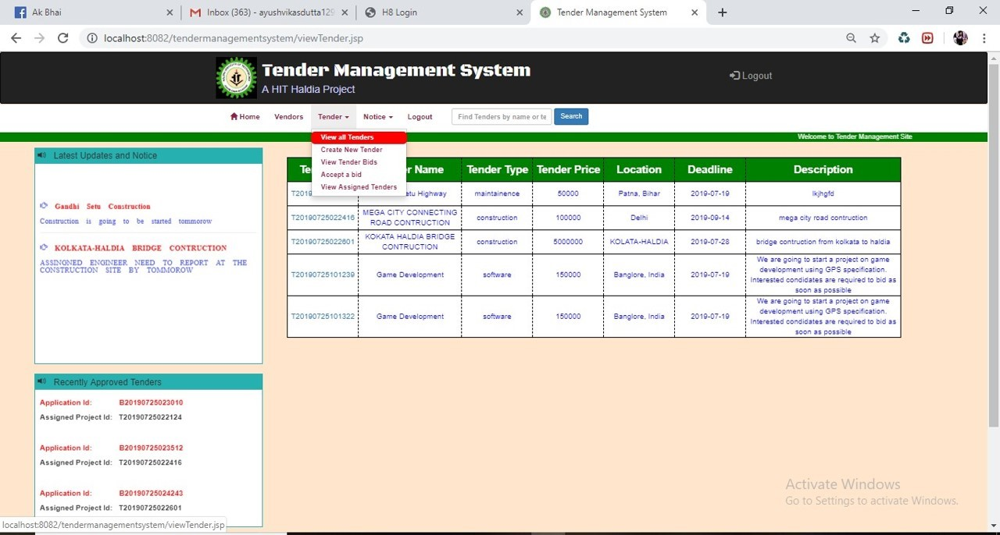 Ak Bhai
Inbox (363) - ayushvikasdutta129
H8 Login
Tender Management System
localhost:8082/tendermanagementsystem/viewTender.jsp
Tender Management System
A HIT Haldia Project
Logout
Home Vendors Tender Notice Logout Find Tenders by name or te Search
View all Tenders
Create New Tender
View Tender Bids
Accept a bid
View Assigned Tenders
Welcome to Tender Management Site
Latest Updates and Notice
Gandhi Setu Construction
Construction is going to be started tommorow
KOLKATA-HALDIA BRIDGE CONTRUCTION
ASSINGNED ENGINEER NEED TO REPORT AT THE
CONSTRUCTION SITE BY TOMMOROW
Recently Approved Tenders
Application Id: B20190725023010
Assigned Project Id: T20190725022124
Application Id: B20190725023512
Assigned Project Id: T20190725022416
Application Id: B20190725024243
Assigned Project Id: T20190725022601
Name Tender Type Tender Price Location Deadline Description
Highway maintainence 50000 Patna, Bihar 2019-07-19 lkjhgfd
T20190725022416 MEGA CITY CONNECTING ROAD CONTRUCTION construction 100000 Delhi 2019-09-14 mega city road contruction
T20190725022601 KOKATA HALDIA BRIDGE CONTRUCTION construction 5000000 KOLATA-HALDIA 2019-07-28 bridge contruction from kolkata to haldia
T20190725101239 Game Development software 150000 Banglore, India 2019-07-19 We are going to start a project on game
development using GPS specification.
Interested condidates are required to bid as
soon as possible
T20190725101322 Game Development software 150000 Banglore, India 2019-07-19 We are going to start a project on game
development using GPS specification.
Interested condidates are required to bid as
soon as possible
Activate Windows
Go to Settings to activate Windows.
localhost:8082/tendermanagementsystem/viewTender.jsp